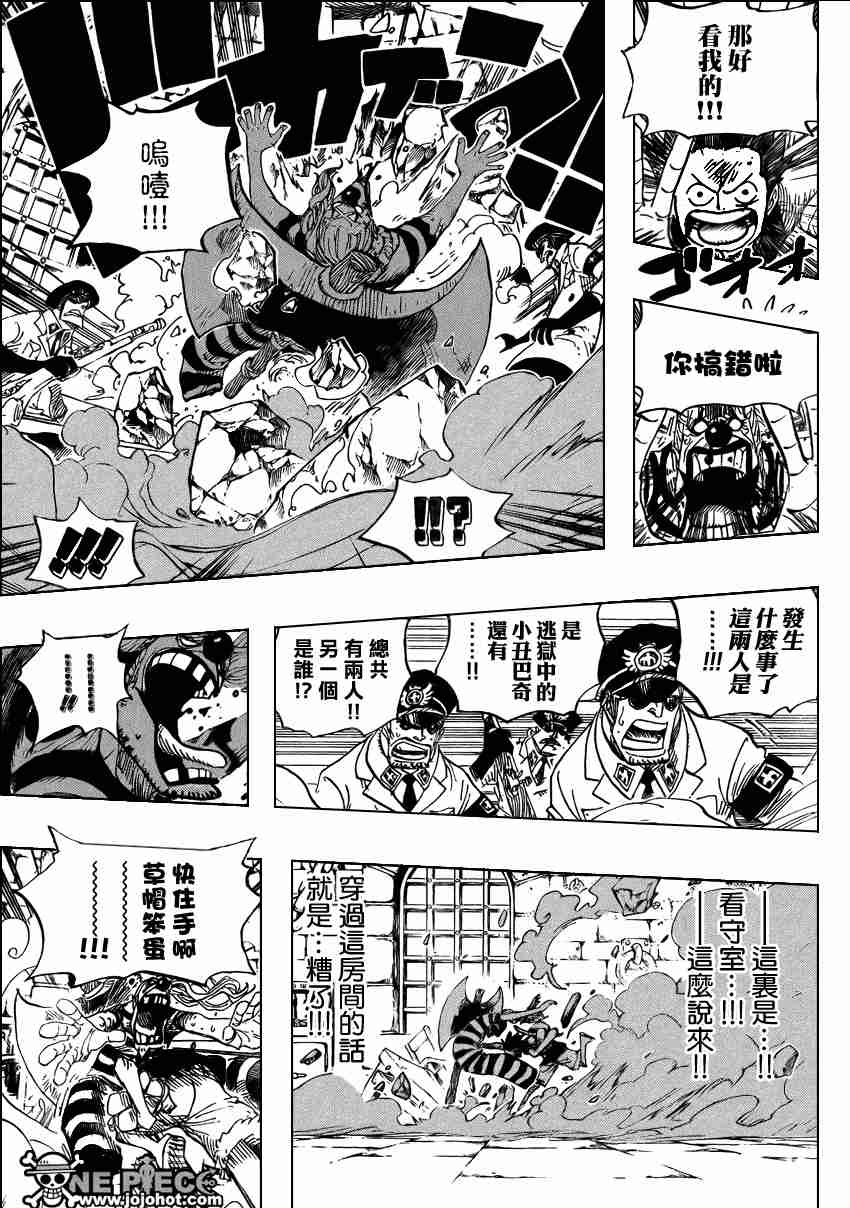 那好
看我的!!!
ゴオオオ
你搞錯啦
嗚噎!!!
!!?
!!!!
發生
什麼事了
這兩人是
……!!!
是
逃獄中的
小丑巴奇
還有
……
總共
有兩人!!
另一個
是誰!?
………………!!
——這裏是…!!
看守室…!!!
——這麼說來!!
穿過這房間的話
就是…糟了!!!
快住手啊
草帽笨蛋
~~~~~~!!!
ONE PIECE
www.jojohot.com